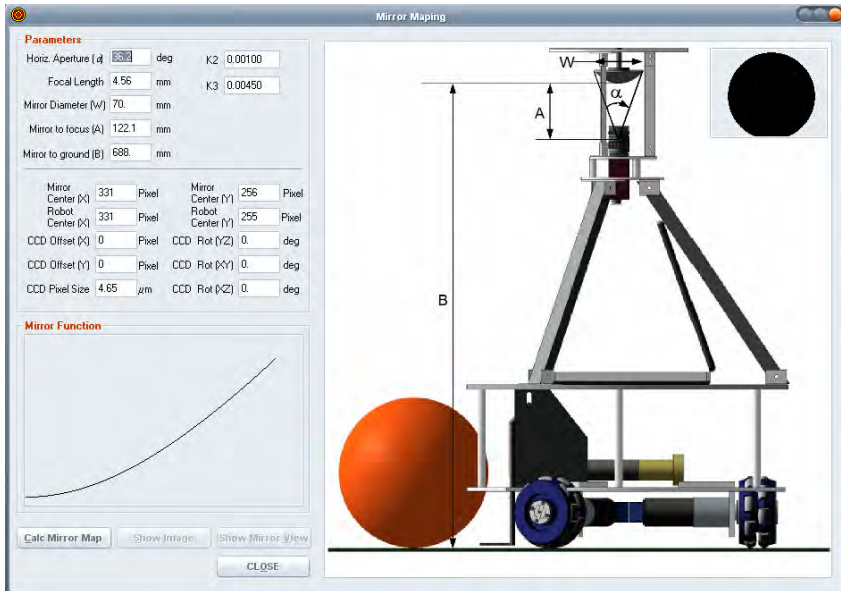 Mirror Maping
Parameters
Horiz. Aperture (a) 36.2 deg K2 0.00100
Focal Length 4.56 mm K3 0.00450
Mirror Diameter (W) 70. mm
Mirror to focus (A) 122.1 mm
Mirror to ground (B) 688. mm
Mirror Center (X) 331 Pixel Mirror Center (Y) 256 Pixel
Robot Center (X) 331 Pixel Robot Center (Y) 255 Pixel
CCD Offset (X) 0 Pixel CCD Rot (YZ) 0. deg
CCD Offset (Y) 0 Pixel CCD Rot (XY) 0. deg
CCD Pixel Size 4.65 μm CCD Rot (XZ) 0. deg
Mirror Function
Calc Mirror Map Show Image Show Mirror View
CLOSE
W
α
A
B